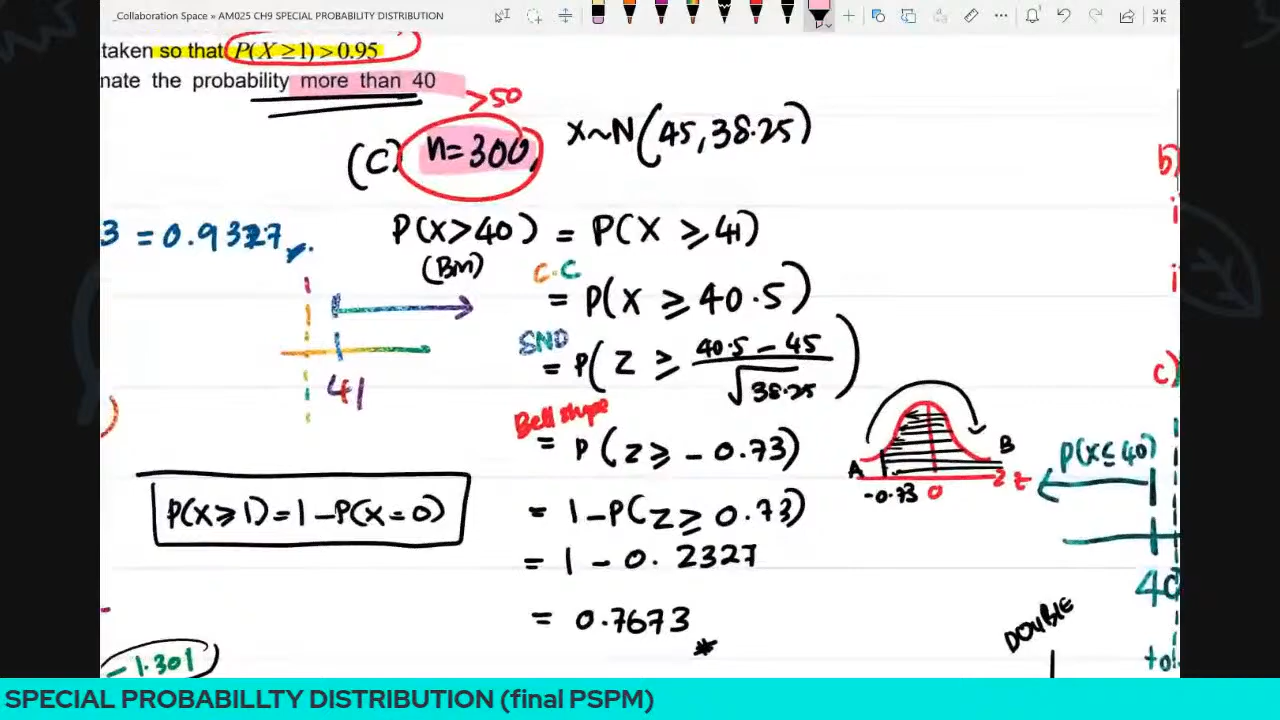 _Collaboration Space » AM025 CH9 SPECIAL PROBABILITY DISTRIBUTION
taken so that P(X ≥1) > 0.95
nate the probability more than 40
>50
(C) n=300, X~N(45, 38.25)
3 = 0.9327
P(X>40) = P(X ≥ 41)
(BM)
C.C
= P(X ≥ 40.5)
SND
= P(Z ≥ (40.5 - 45)/√38.25)
41
Bell shape
= P(Z ≥ -0.73)
A -0.73 0 B z
P(X≥1) = 1-P(X=0)
= 1-P(Z ≥ 0.73)
= 1 - 0.2327
= 0.7673
-1.301
b)
i
i
c)
P(X≤40)
40
DOUBLE
SPECIAL PROBABILLTY DISTRIBUTION (final PSPM)